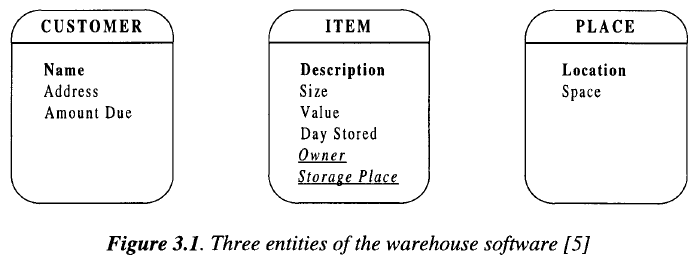 CUSTOMER
Name
Address
Amount Due
ITEM
Description
Size
Value
Day Stored
Owner
Storage Place
PLACE
Location
Space
Figure 3.1. Three entities of the warehouse software [5]